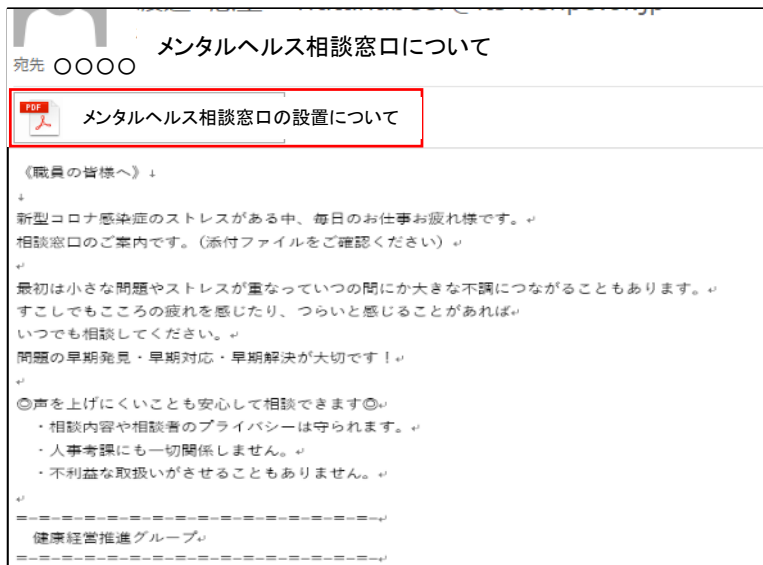 メンタルヘルス相談窓口について
宛先 〇〇〇〇
PDF
メンタルヘルス相談窓口の設置について
《職員の皆様へ》↓
↓
新型コロナ感染症のストレスがある中、毎日のお仕事お疲れ様です。↵
相談窓口のご案内です。(添付ファイルをご確認ください)↵
↵
最初は小さな問題やストレスが重なっていつの間にか大きな不調につながることもあります。↵
すこしでもこころの疲れを感じたり、つらいと感じることがあれば↵
いつでも相談してください。↵
問題の早期発見・早期対応・早期解決が大切です!↵
↵
◎声を上げにくいことも安心して相談できます◎↵
・相談内容や相談者のプライバシーは守られます。↵
・人事考課にも一切関係しません。↵
・不利益な取扱いがさせることもありません。↵
↵
=-=-=-=-=-=-=-=-=-=-=-=-=-=-=-=-↵
健康経営推進グループ↵
=-=-=-=-=-=-=-=-=-=-=-=-=-=-=-=-↵